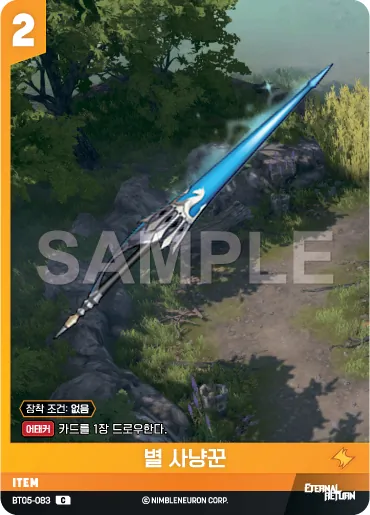 2
SAMPLE
장착 조건: 없음
어태커 카드를 1장 드로우한다.
별 사냥꾼
ITEM
BT05-083 C ©NIMBLENEURON CORP.
ETERNAL RETURN